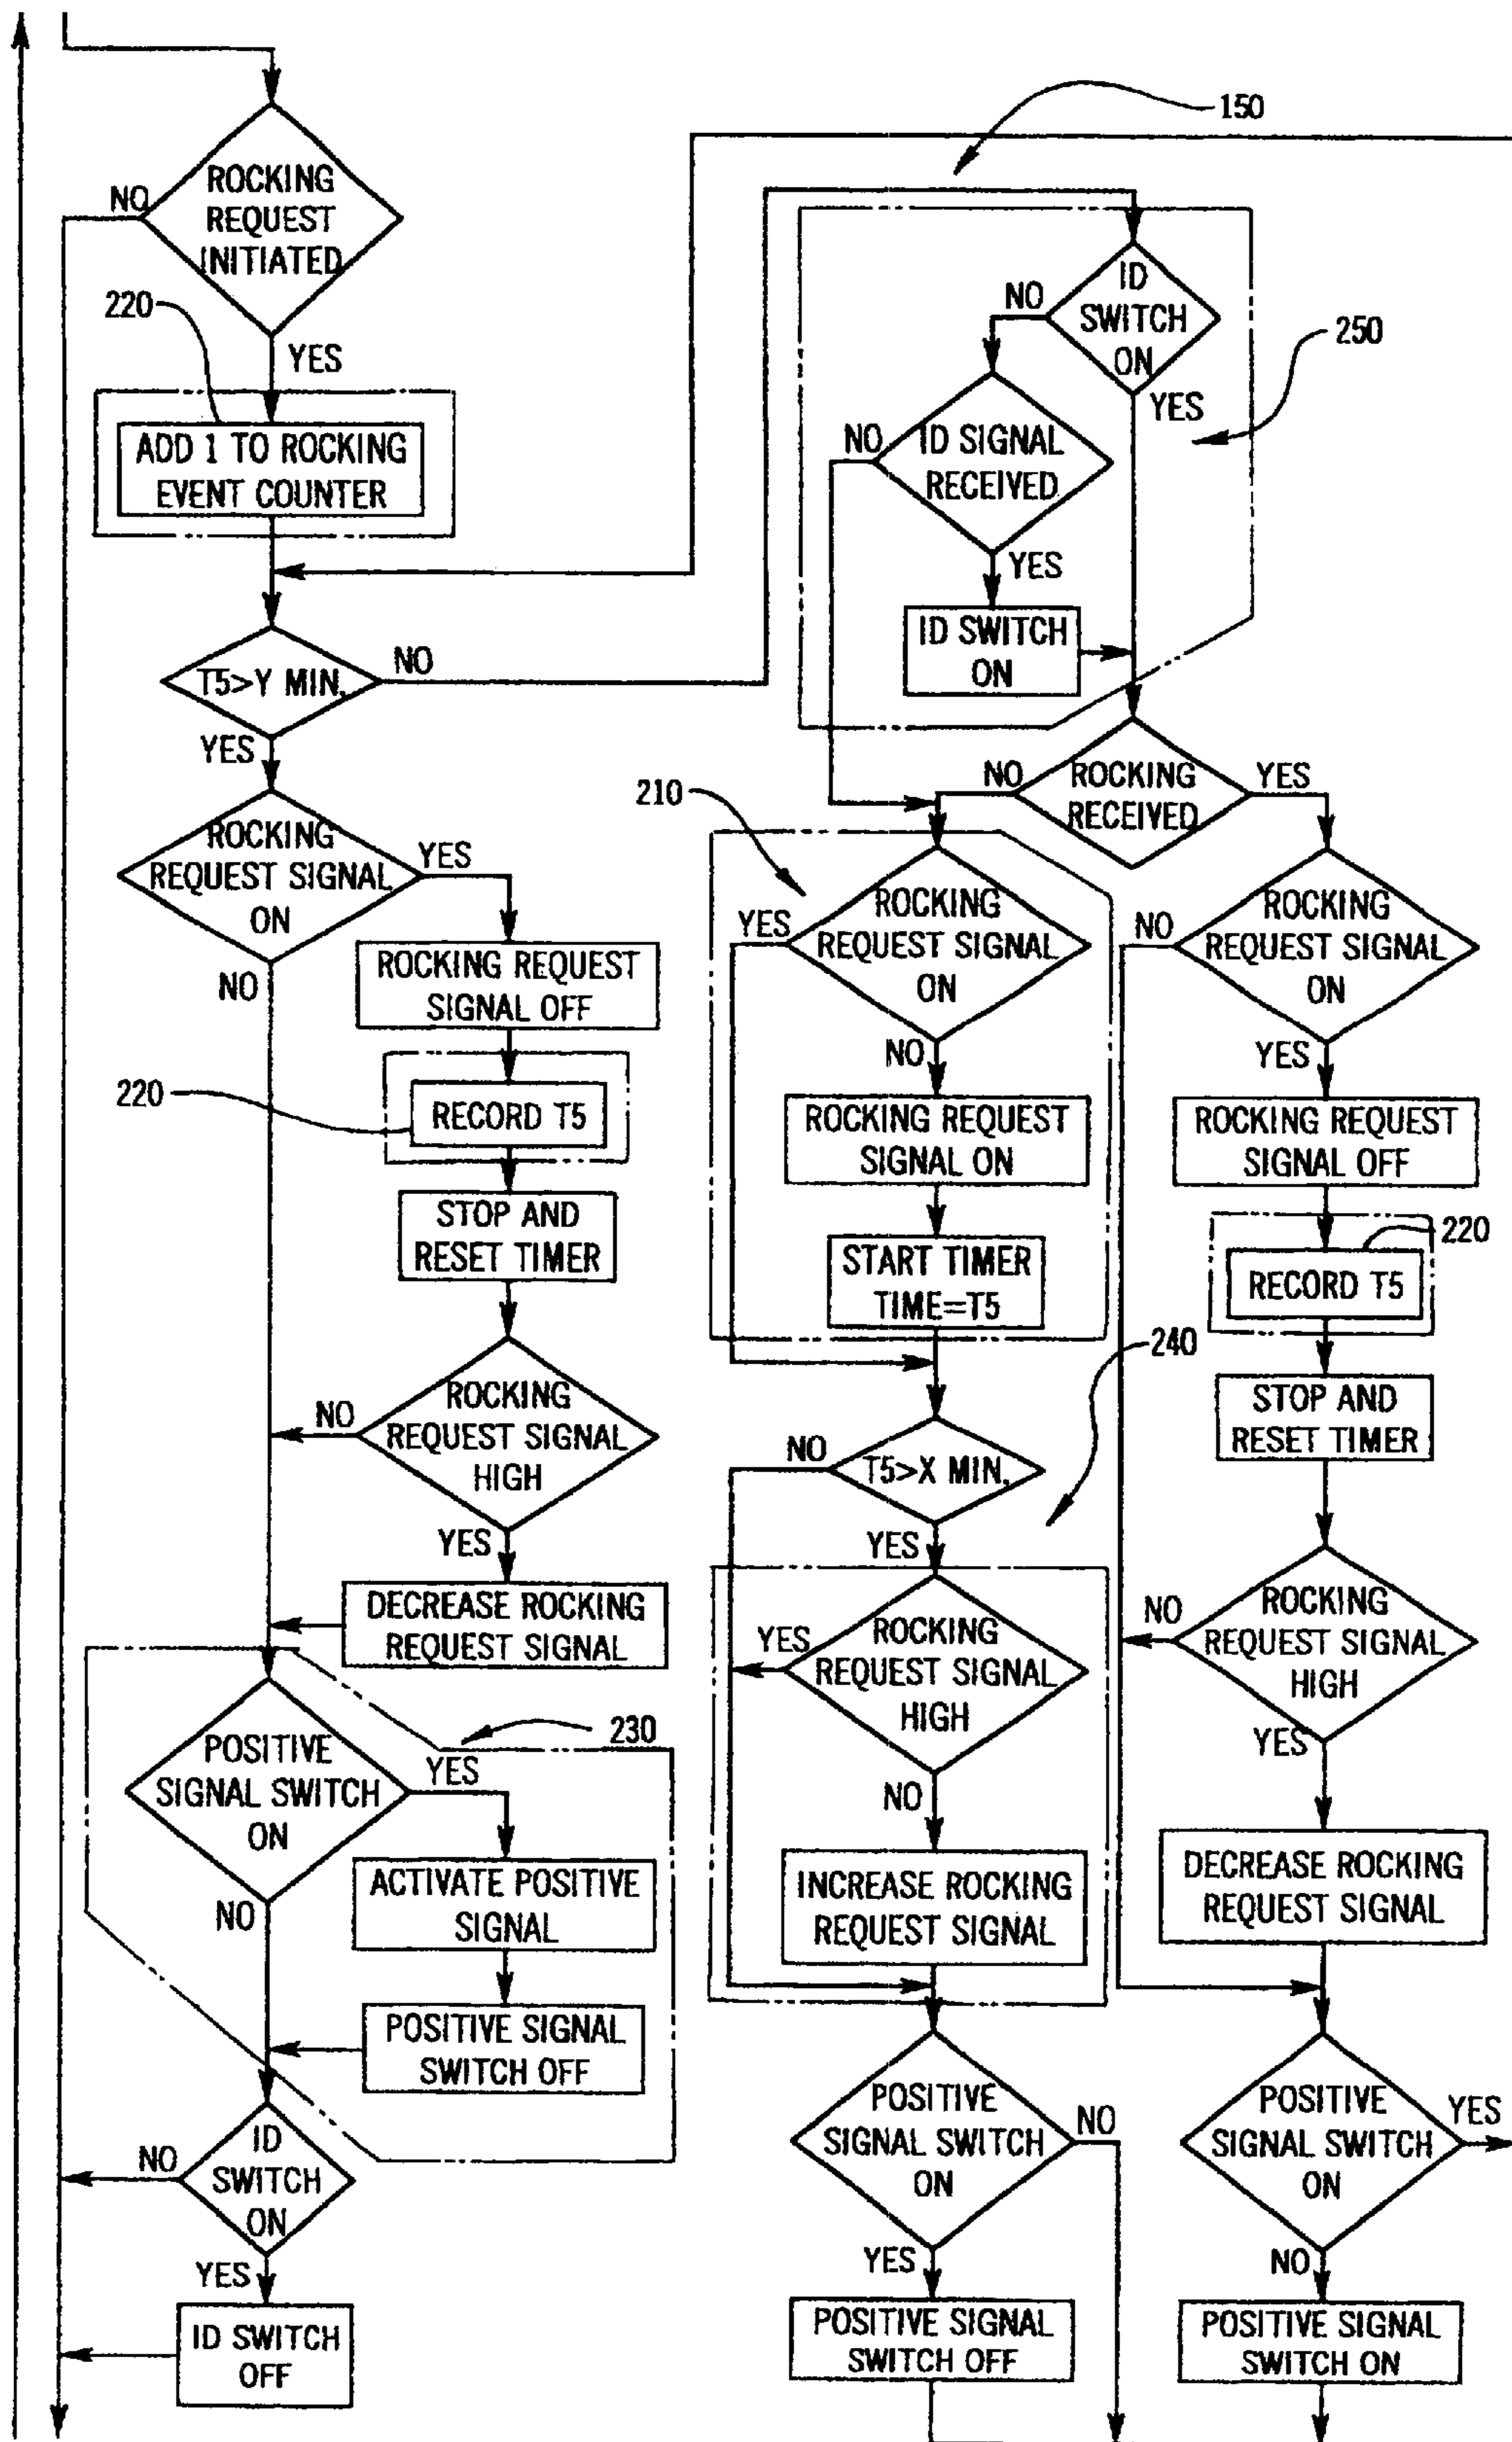 ROCKING
REQUEST
INITIATED
NO
220
YES
ADD 1 TO ROCKING
EVENT COUNTER
T5>Y MIN.
NO
YES
ROCKING
REQUEST SIGNAL
ON
YES
NO
ROCKING REQUEST
SIGNAL OFF
220
RECORD T5
STOP AND
RESET TIMER
ROCKING
REQUEST SIGNAL
HIGH
NO
YES
DECREASE ROCKING
REQUEST SIGNAL
230
POSITIVE
SIGNAL SWITCH
ON
YES
NO
ACTIVATE POSITIVE
SIGNAL
POSITIVE SIGNAL
SWITCH OFF
ID
SWITCH
ON
NO
YES
ID SWITCH
OFF
150
ID
SWITCH
ON
NO
YES
250
ID SIGNAL
RECEIVED
NO
YES
ID SWITCH
ON
ROCKING
RECEIVED
NO
YES
210
ROCKING
REQUEST SIGNAL
ON
YES
NO
ROCKING REQUEST
SIGNAL ON
START TIMER
TIME=T5
240
T5>X MIN.
NO
YES
ROCKING
REQUEST SIGNAL
HIGH
YES
NO
INCREASE ROCKING
REQUEST SIGNAL
POSITIVE
SIGNAL SWITCH
ON
NO
YES
POSITIVE SIGNAL
SWITCH OFF
ROCKING
REQUEST SIGNAL
ON
NO
YES
ROCKING REQUEST
SIGNAL OFF
220
RECORD T5
STOP AND
RESET TIMER
ROCKING
REQUEST SIGNAL
HIGH
NO
YES
DECREASE ROCKING
REQUEST SIGNAL
POSITIVE
SIGNAL SWITCH
ON
YES
NO
POSITIVE SIGNAL
SWITCH ON